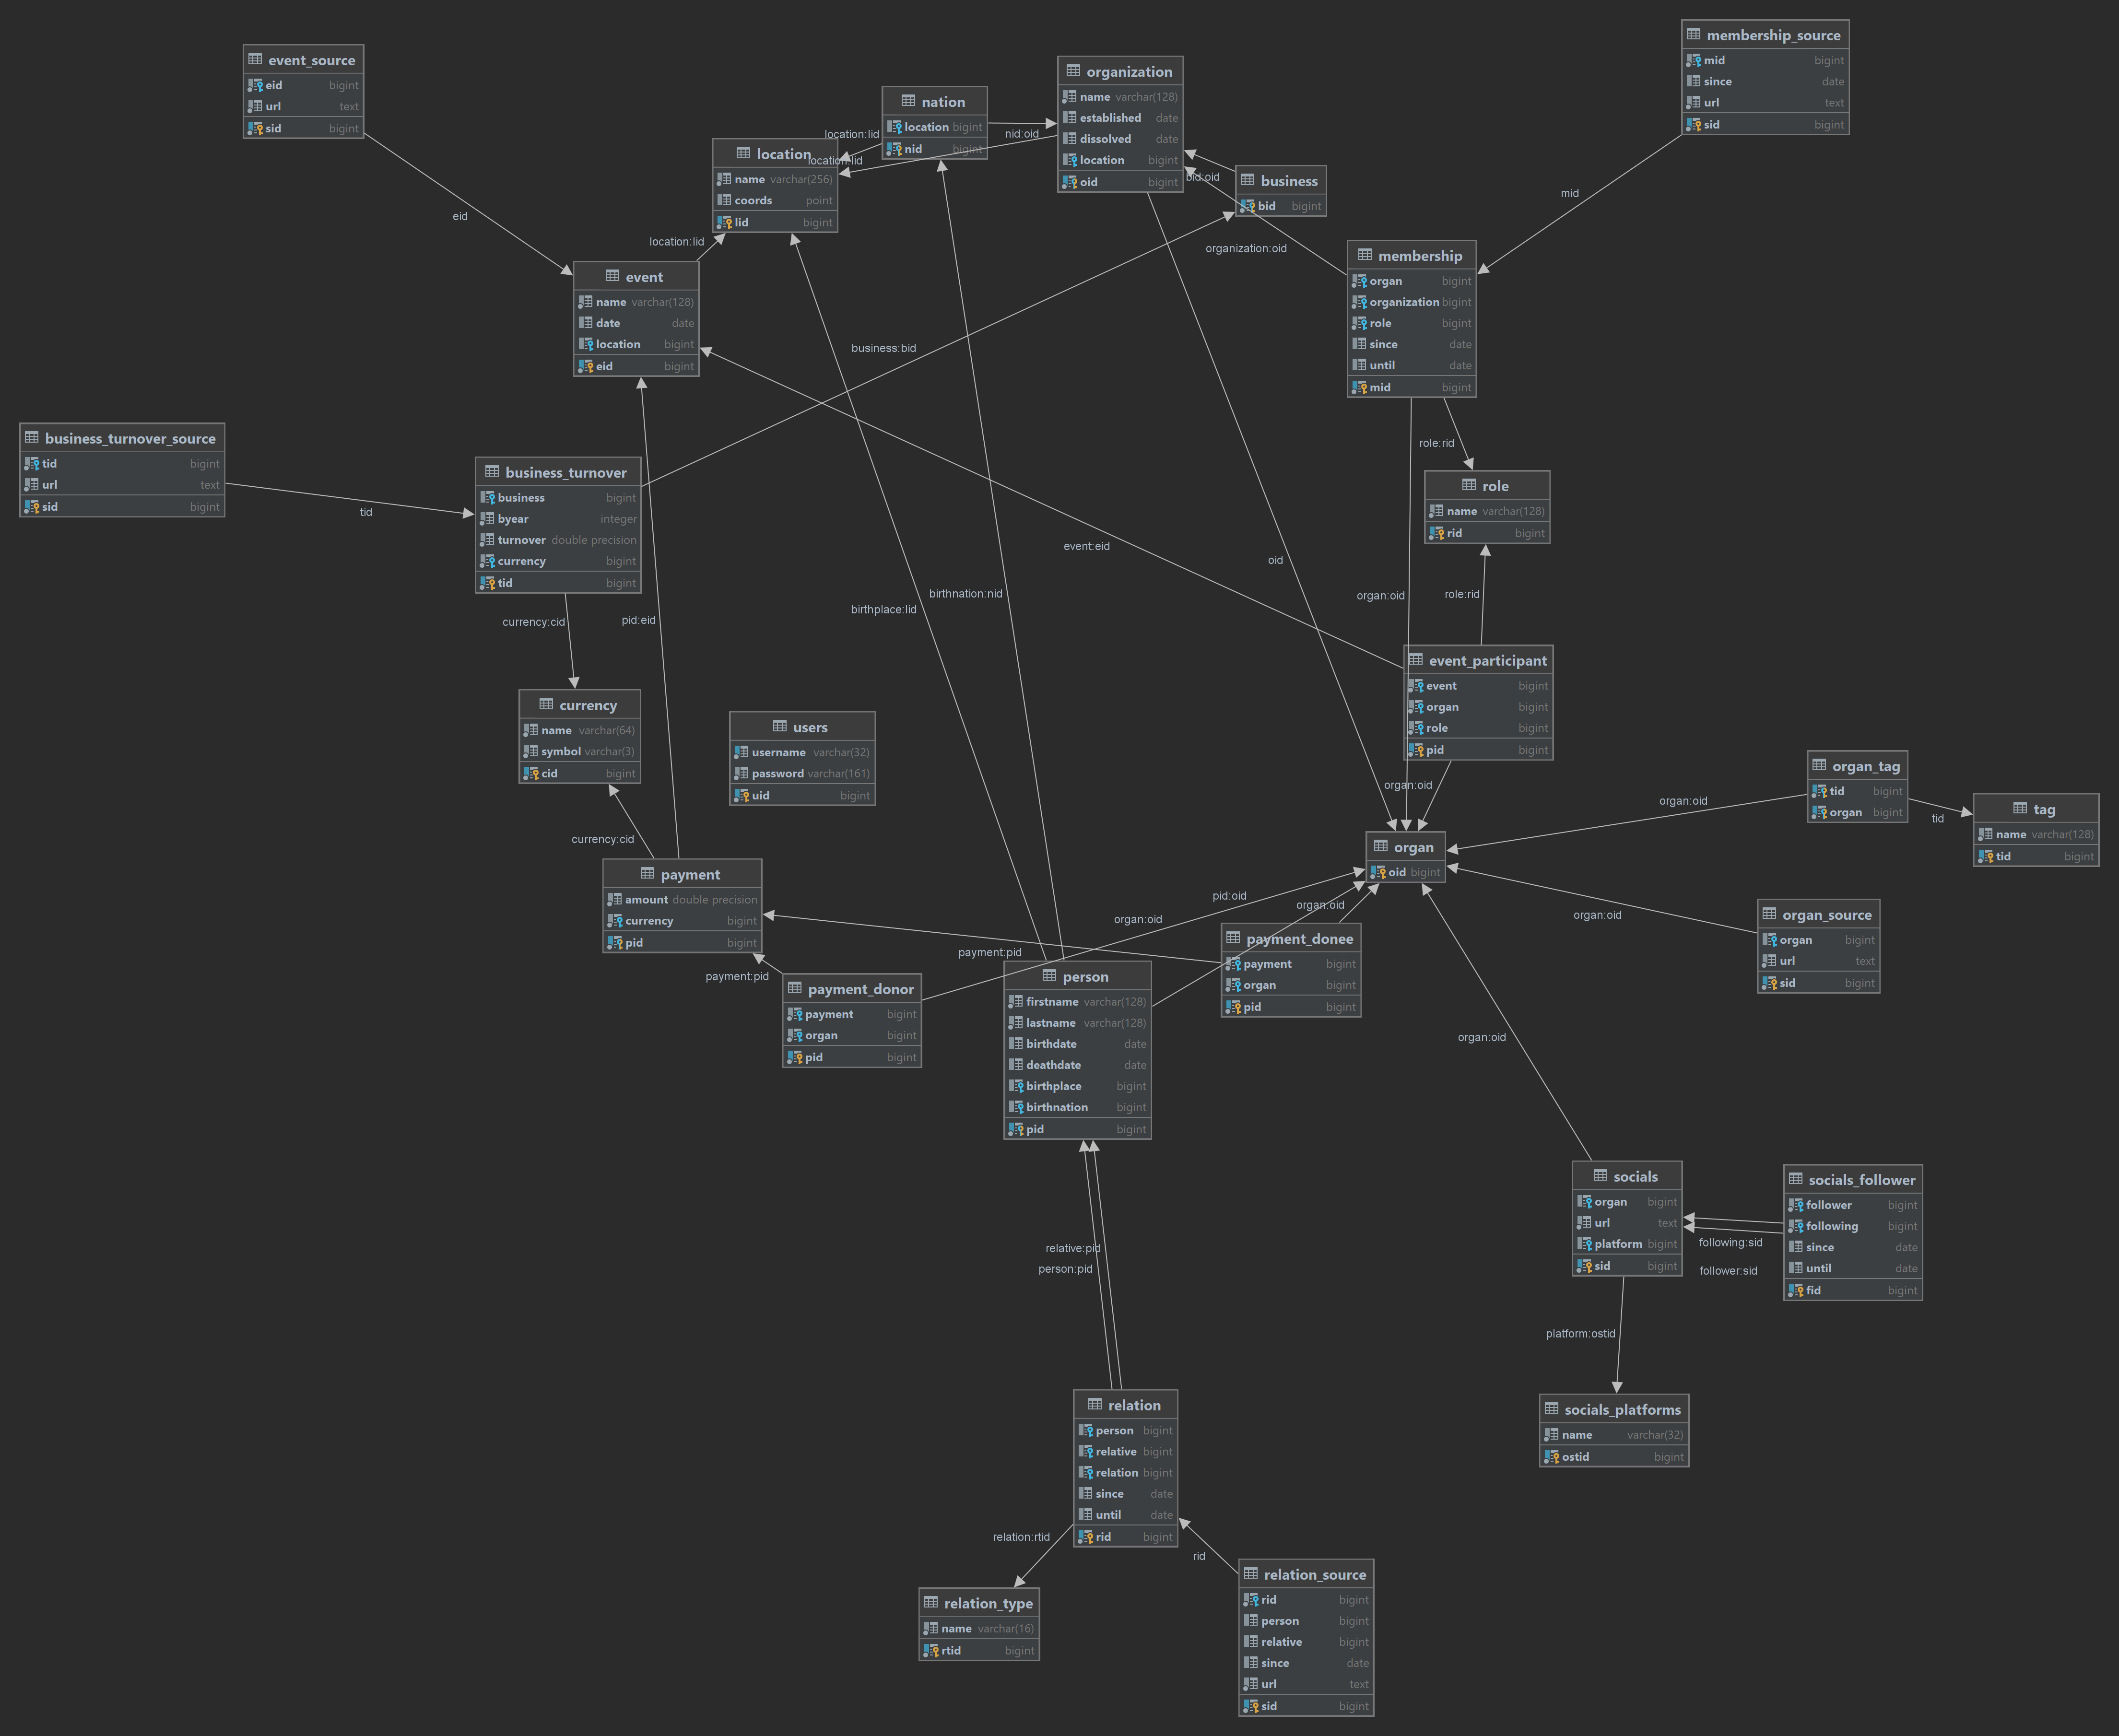 membership_source
mid bigint
since date
url text
sid bigint
event_source
eid bigint
url text
sid bigint
organization
name varchar(128)
established date
dissolved date
location bigint
oid bigint
nation
location bigint
nid bigint
location:lid
nid:oid
location
name varchar(256)
coords point
lid bigint
location:lid
business
bid bigint
bid:oid
mid
eid
location:lid
organization:oid
membership
organ bigint
organization bigint
role bigint
since date
until date
mid bigint
event
name varchar(128)
date date
location bigint
eid bigint
business:bid
business_turnover_source
tid bigint
url text
sid bigint
tid
business_turnover
business bigint
byear integer
turnover double precision
currency bigint
tid bigint
role:rid
role
name varchar(128)
rid bigint
event:eid
oid
birthnation:nid
birthplace:lid
organ:oid
role:rid
currency:cid
pid:eid
event_participant
event bigint
organ bigint
role bigint
pid bigint
currency
name varchar(64)
symbol varchar(3)
cid bigint
users
username varchar(32)
password varchar(161)
uid bigint
organ:oid
organ_tag
tid bigint
organ bigint
organ:oid
tid
tag
name varchar(128)
tid bigint
currency:cid
organ
oid bigint
payment
amount double precision
currency bigint
pid bigint
pid:oid
organ:oid
organ:oid
organ:oid
organ_source
organ bigint
url text
sid bigint
payment_donee
payment bigint
organ bigint
pid bigint
payment:pid
payment:pid
payment_donor
payment bigint
organ bigint
pid bigint
person
firstname varchar(128)
lastname varchar(128)
birthdate date
deathdate date
birthplace bigint
birthnation bigint
pid bigint
organ:oid
socials
organ bigint
url text
platform bigint
sid bigint
socials_follower
follower bigint
following bigint
since date
until date
fid bigint
following:sid
follower:sid
relative:pid
person:pid
platform:ostid
socials_platforms
name varchar(32)
ostid bigint
relation
person bigint
relative bigint
relation bigint
since date
until date
rid bigint
relation:rtid
rid
relation_type
name varchar(16)
rtid bigint
relation_source
rid bigint
person bigint
relative bigint
since date
url text
sid bigint